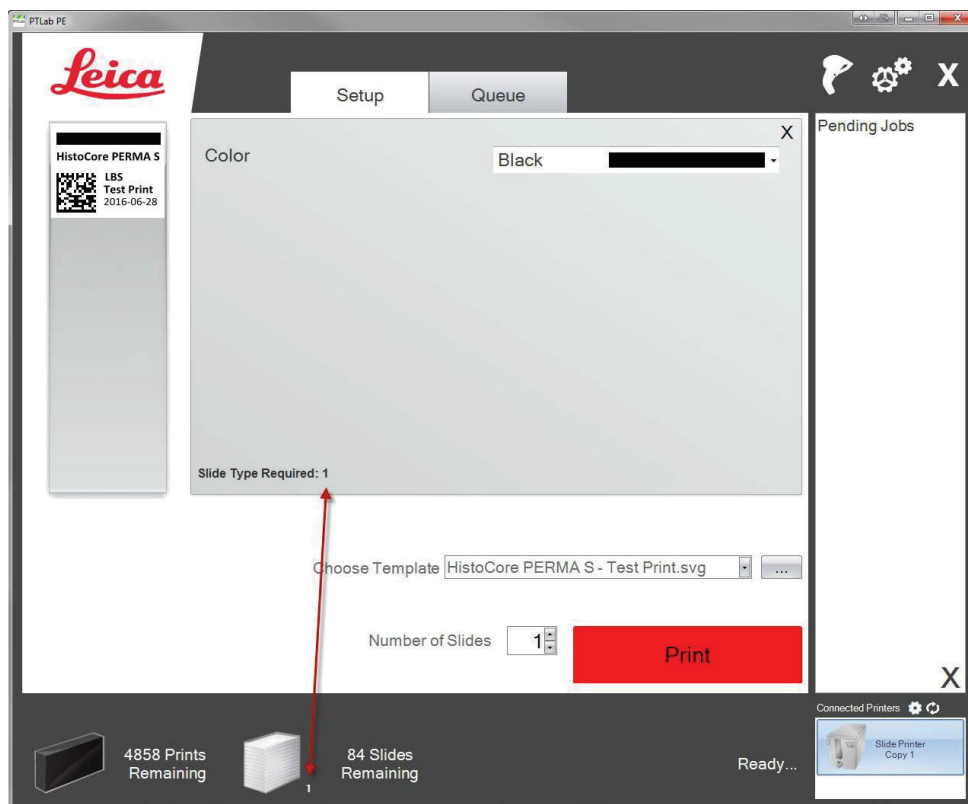 PTLab PE
Leica
Setup
Queue
X
HistoCore PERMA S
LBS
Test Print
2016-06-28
Color
Black
X
Slide Type Required: 1
Choose Template HistoCore PERMA S - Test Print.svg ...
Number of Slides 1
Print
Pending Jobs
X
4858 Prints
Remaining
1
84 Slides
Remaining
Ready...
Connected Printers
Slide Printer
Copy 1